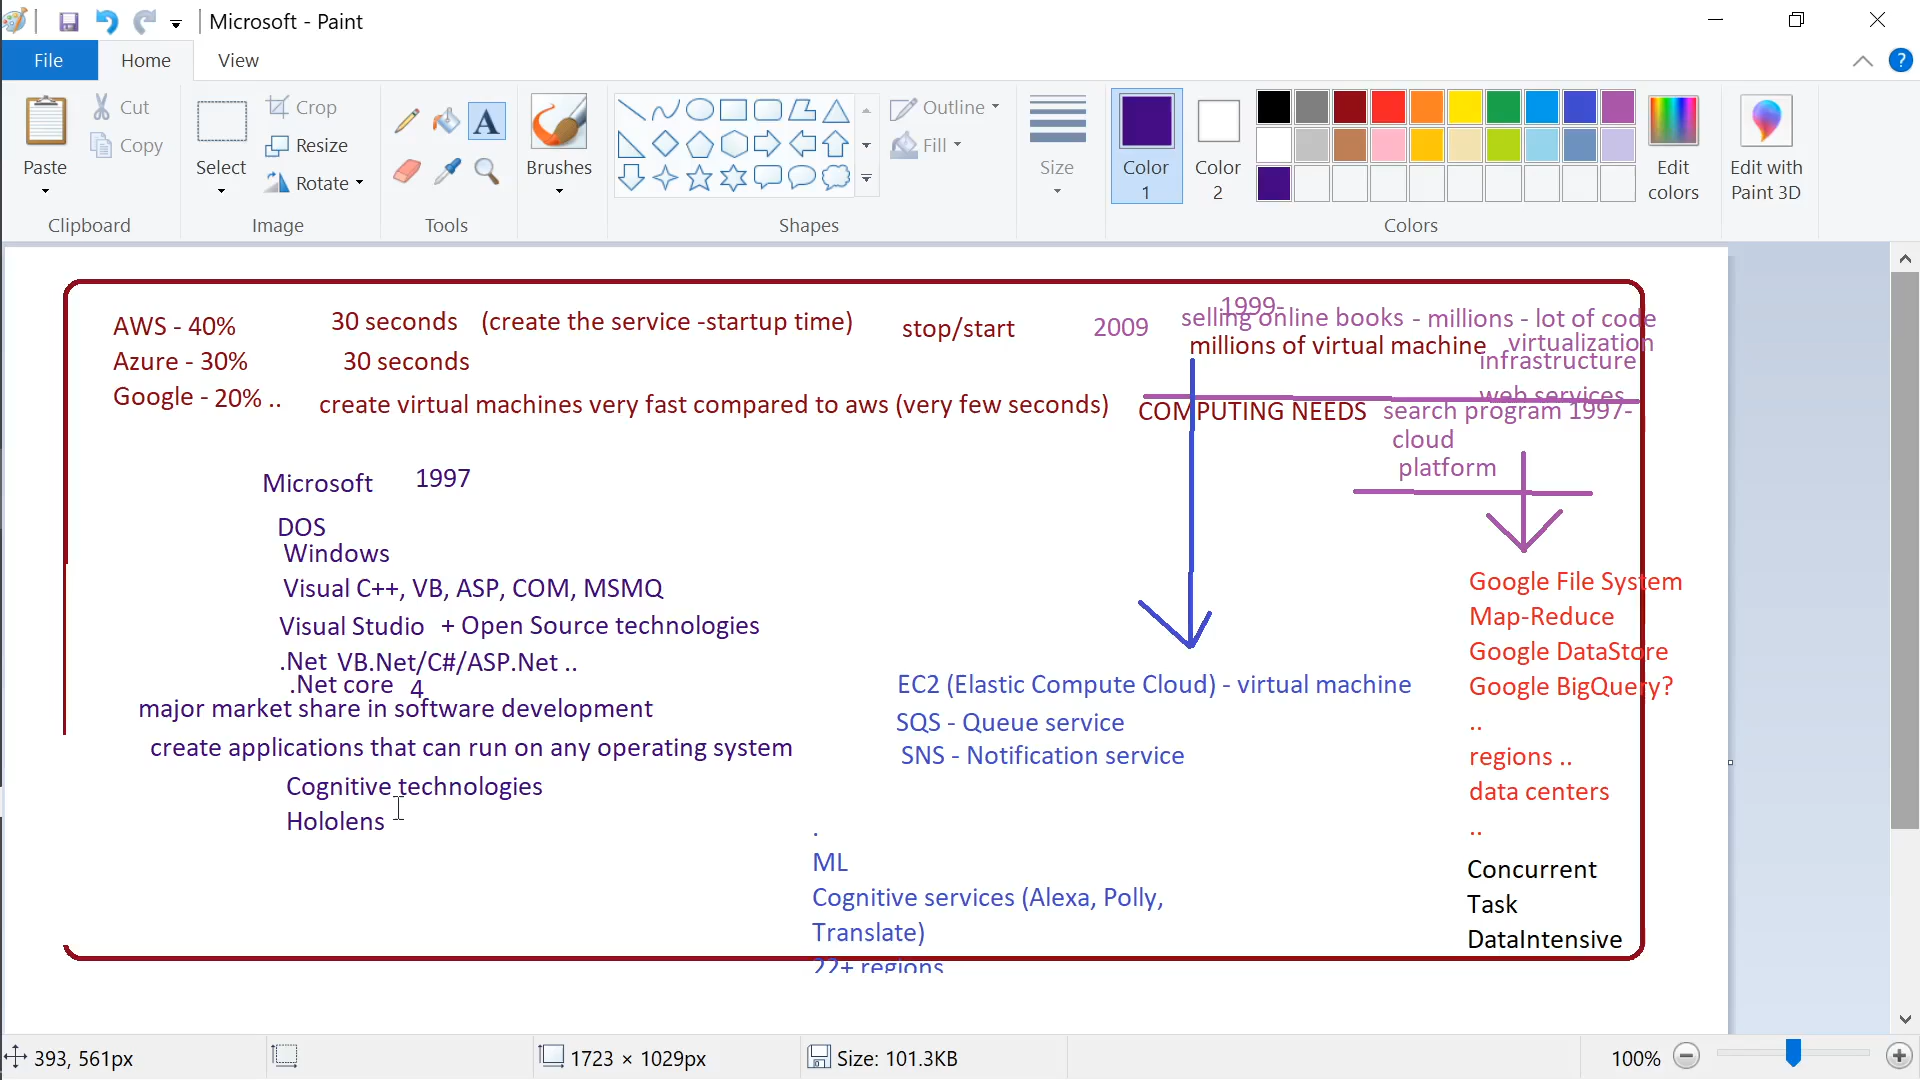 Microsoft - Paint
File Home View
Paste
Cut
Copy
Clipboard
Select
Crop
Resize
Rotate
Image
Tools
Brushes
Shapes
Outline
Fill
Size
Color 1
Color 2
Edit colors
Edit with Paint 3D
Colors
AWS - 40% 30 seconds (create the service -startup time) stop/start 2009
1999-
selling online books - millions - lot of code
Azure - 30% 30 seconds
millions of virtual machine virtualization
infrastructure
web services
Google - 20% .. create virtual machines very fast compared to aws (very few seconds) COMPUTING NEEDS search program 1997-
cloud
platform
Microsoft 1997
DOS
Windows
Visual C++, VB, ASP, COM, MSMQ
Visual Studio + Open Source technologies
.Net VB.Net/C#/ASP.Net ..
.Net core 4
major market share in software development
create applications that can run on any operating system
Cognitive technologies
Hololens
EC2 (Elastic Compute Cloud) - virtual machine
SQS - Queue service
SNS - Notification service
.
ML
Cognitive services (Alexa, Polly,
Translate)
22+ regions
Google File System
Map-Reduce
Google DataStore
Google BigQuery?
..
regions ..
data centers
..
Concurrent
Task
DataIntensive
393, 561px
1723 × 1029px
Size: 101.3KB
100%